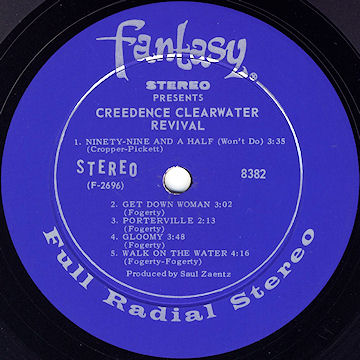 fantasy®
STEREO
PRESENTS
CREEDENCE CLEARWATER
REVIVAL
1. NINETY-NINE AND A HALF (Won't Do) 3:35
(Cropper-Pickett)
STEREO
(F-2696)
8382
2. GET DOWN WOMAN 3:02
(Fogerty)
3. PORTERVILLE 2:13
(Fogerty)
4. GLOOMY 3:48
(Fogerty)
5. WALK ON THE WATER 4:16
(Fogerty-Fogerty)
Produced by Saul Zaentz
Full Radial Stereo